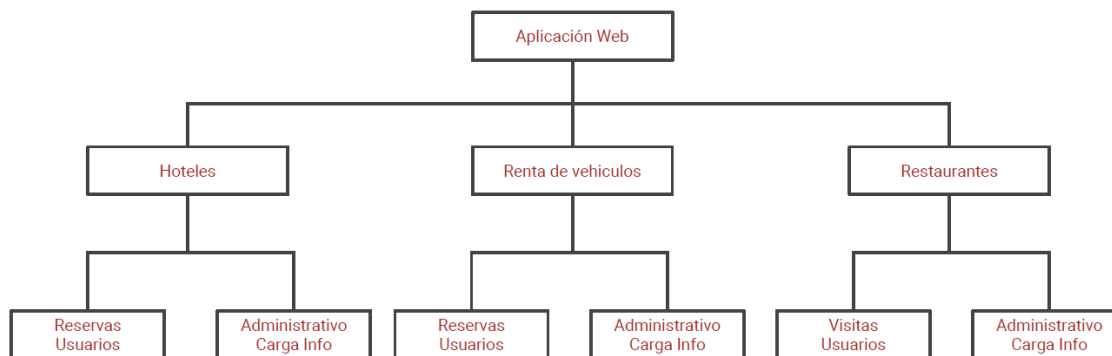 Aplicación Web
Hoteles
Renta de vehiculos
Restaurantes
Reservas
Usuarios
Administrativo
Carga Info
Reservas
Usuarios
Administrativo
Carga Info
Visitas
Usuarios
Administrativo
Carga Info